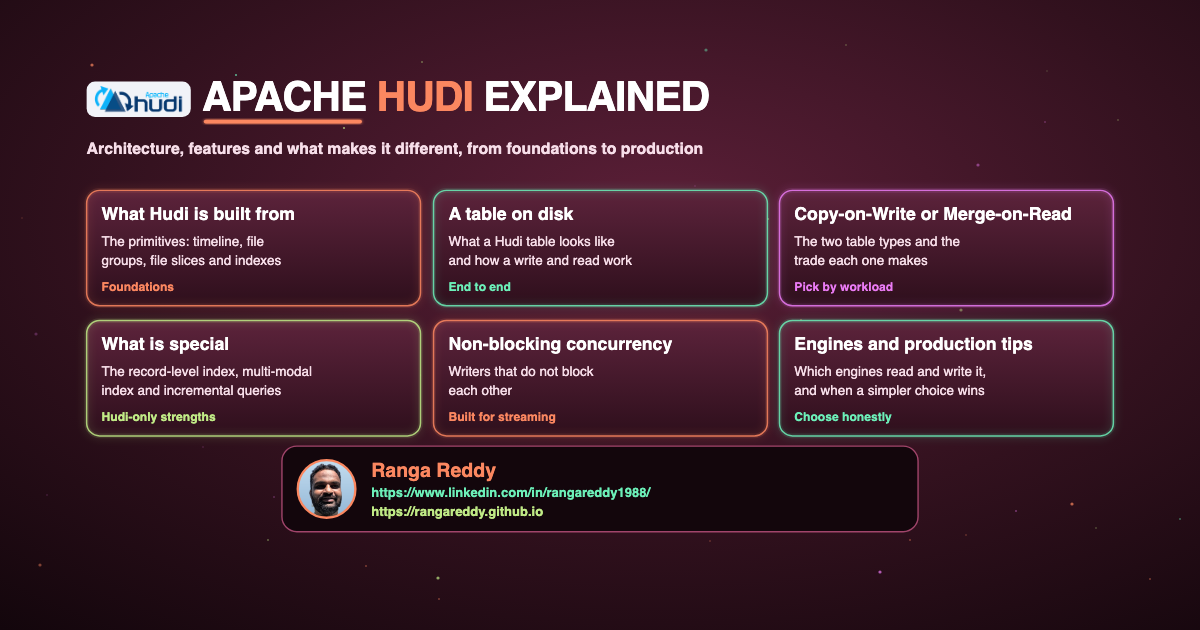 Apache
hudi
APACHE HUDI EXPLAINED
Architecture, features and what makes it different, from foundations to production
What Hudi is built from
The primitives: timeline, file
groups, file slices and indexes
Foundations
A table on disk
What a Hudi table looks like
and how a write and read work
End to end
Copy-on-Write or Merge-on-Read
The two table types and the
trade each one makes
Pick by workload
What is special
The record-level index, multi-modal
index and incremental queries
Hudi-only strengths
Non-blocking concurrency
Writers that do not block
each other
Built for streaming
Engines and production tips
Which engines read and write it,
and when a simpler choice wins
Choose honestly
Ranga Reddy
https://www.linkedin.com/in/rangareddy1988/
https://rangareddy.github.io